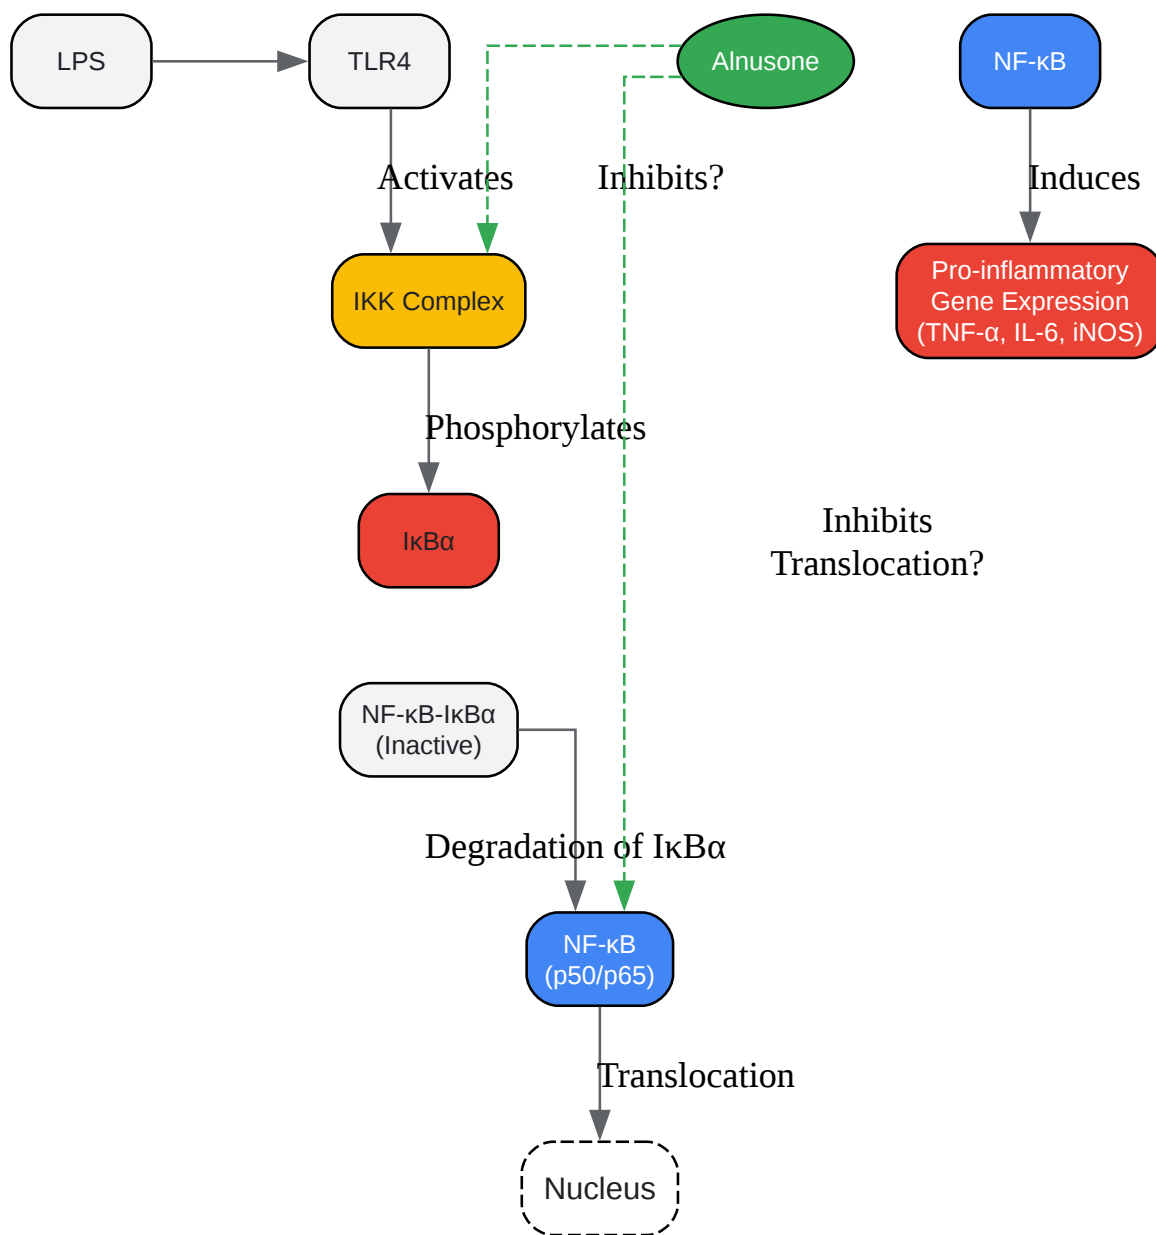 LPS
TLR4
Alnusone
NF-κB
Activates
Inhibits?
Induces
IKK Complex
Pro-inflammatory
Gene Expression
(TNF-α, IL-6, iNOS)
Phosphorylates
IκBα
Inhibits
Translocation?
NF-κB-IκBα
(Inactive)
Degradation of IκBα
NF-κB
(p50/p65)
Translocation
Nucleus